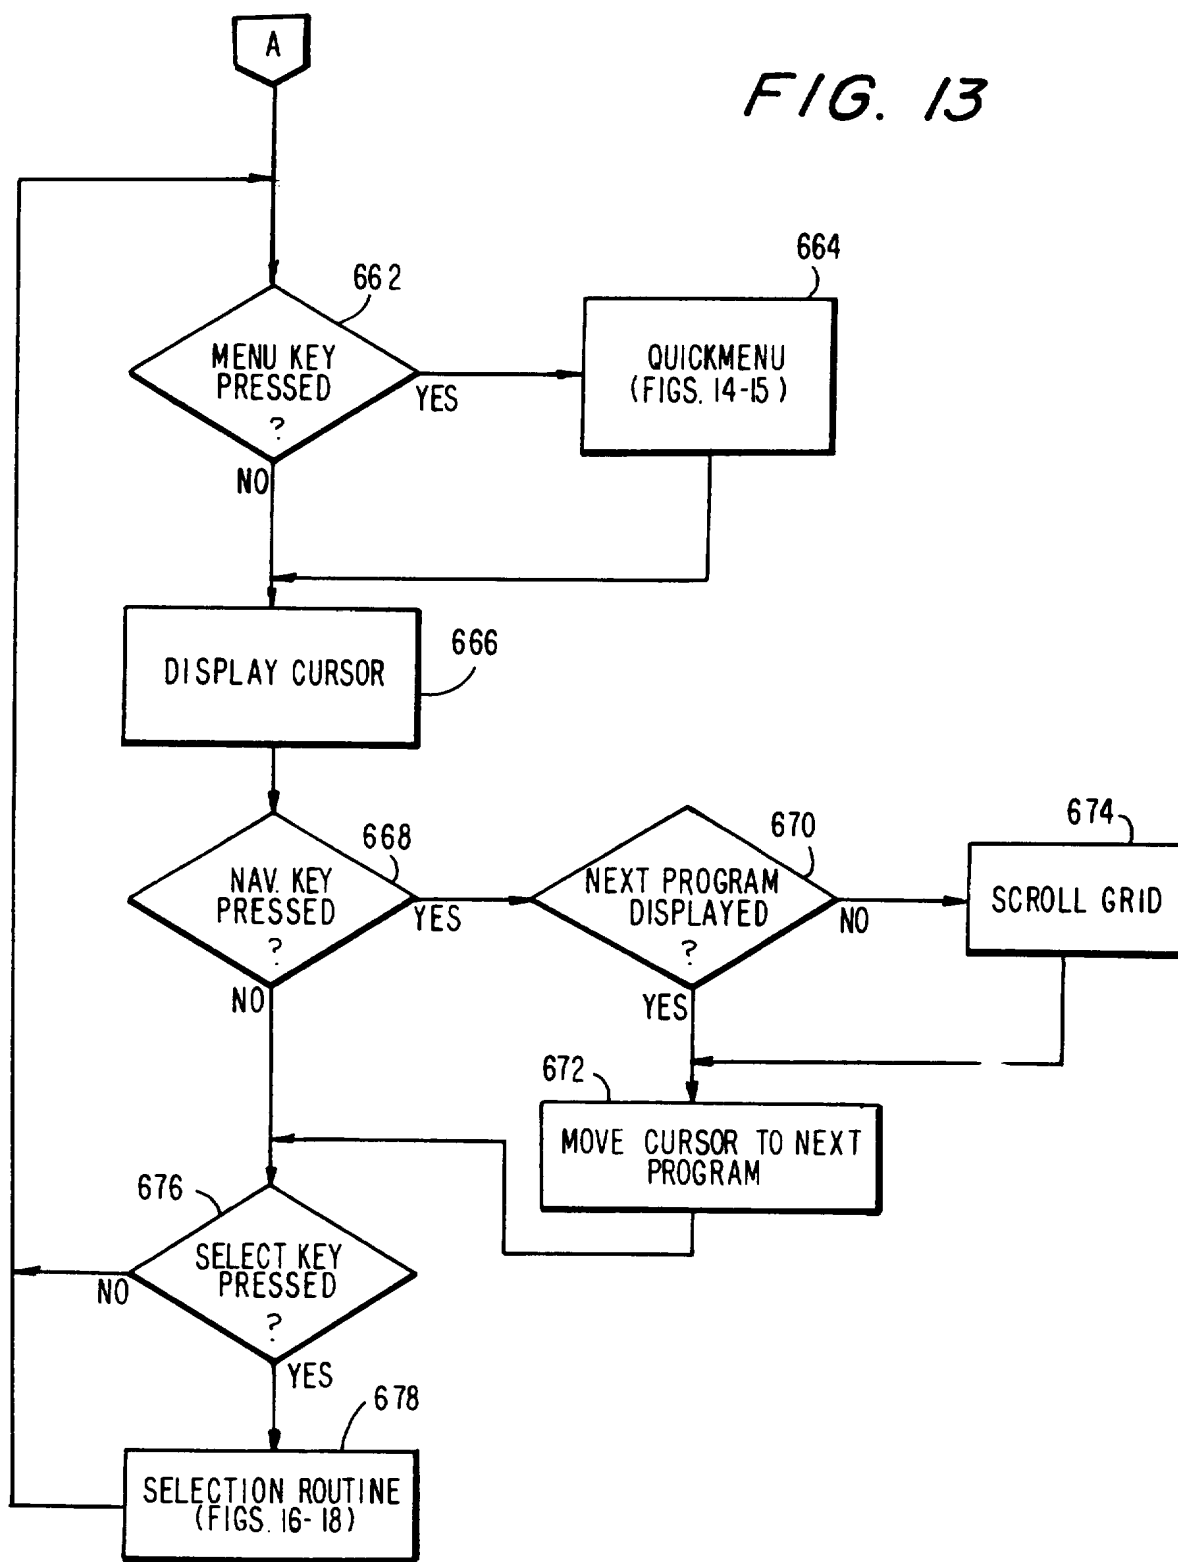 A
FIG. 13
662
664
MENU KEY
PRESSED
?
YES
NO
QUICKMENU
(FIGS. 14-15)
DISPLAY CURSOR
666
668
NAV. KEY
PRESSED
?
YES
NO
670
NEXT PROGRAM
DISPLAYED
?
NO
YES
674
SCROLL GRID
672
MOVE CURSOR TO NEXT
PROGRAM
676
SELECT KEY
PRESSED
?
NO
YES
678
SELECTION ROUTINE
(FIGS. 16-18)